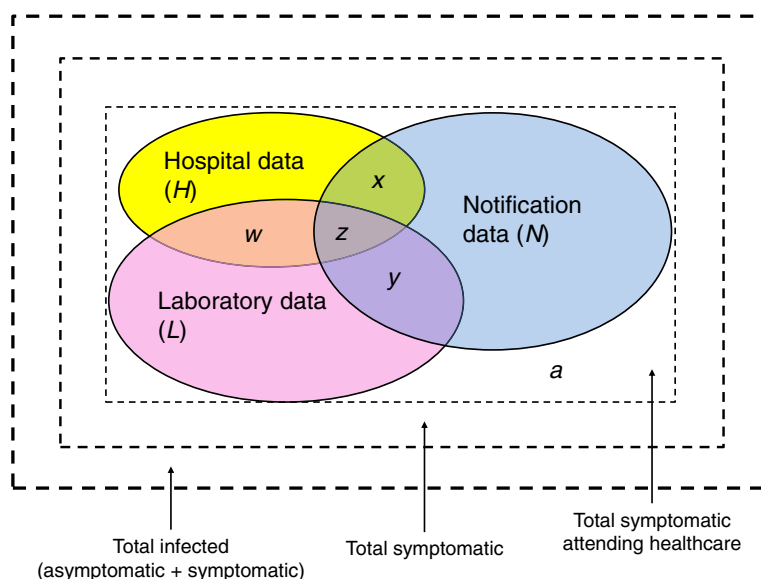 Hospital data
(H)
x
Notification
data (N)
w
z
y
Laboratory data
(L)
a
Total infected
(asymptomatic + symptomatic)
Total symptomatic
Total symptomatic
attending healthcare